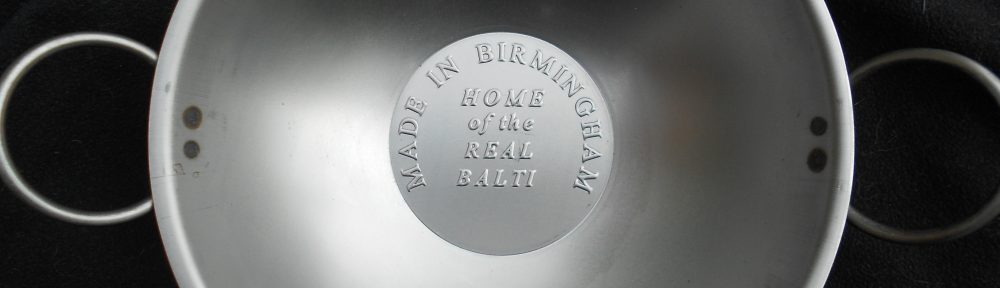 MADE IN BIRMINGHAM
HOME
of the
REAL
BALTI